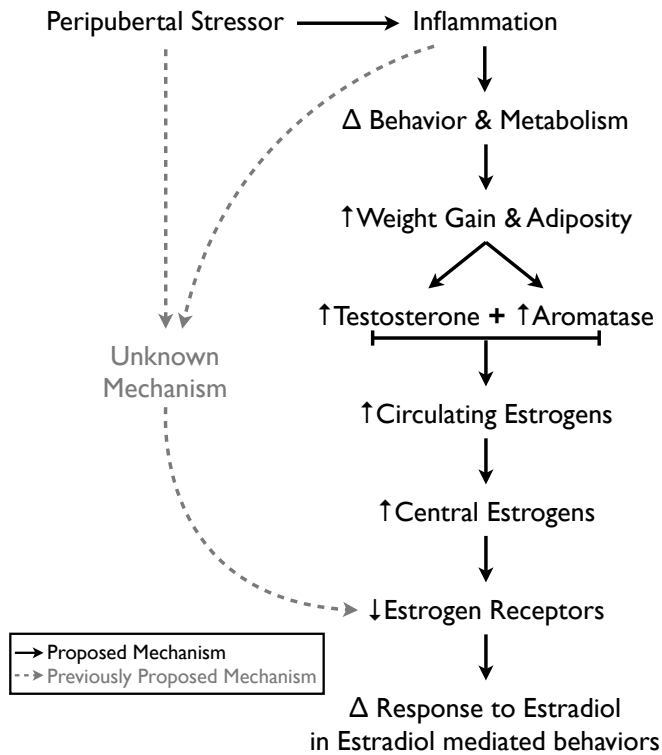 Peripubertal Stressor
Inflammation
Δ Behavior & Metabolism
↑Weight Gain & Adiposity
↑Testosterone + ↑Aromatase
Unknown
Mechanism
↑Circulating Estrogens
↑Central Estrogens
↓Estrogen Receptors
Proposed Mechanism
Previously Proposed Mechanism
Δ Response to Estradiol
in Estradiol mediated behaviors